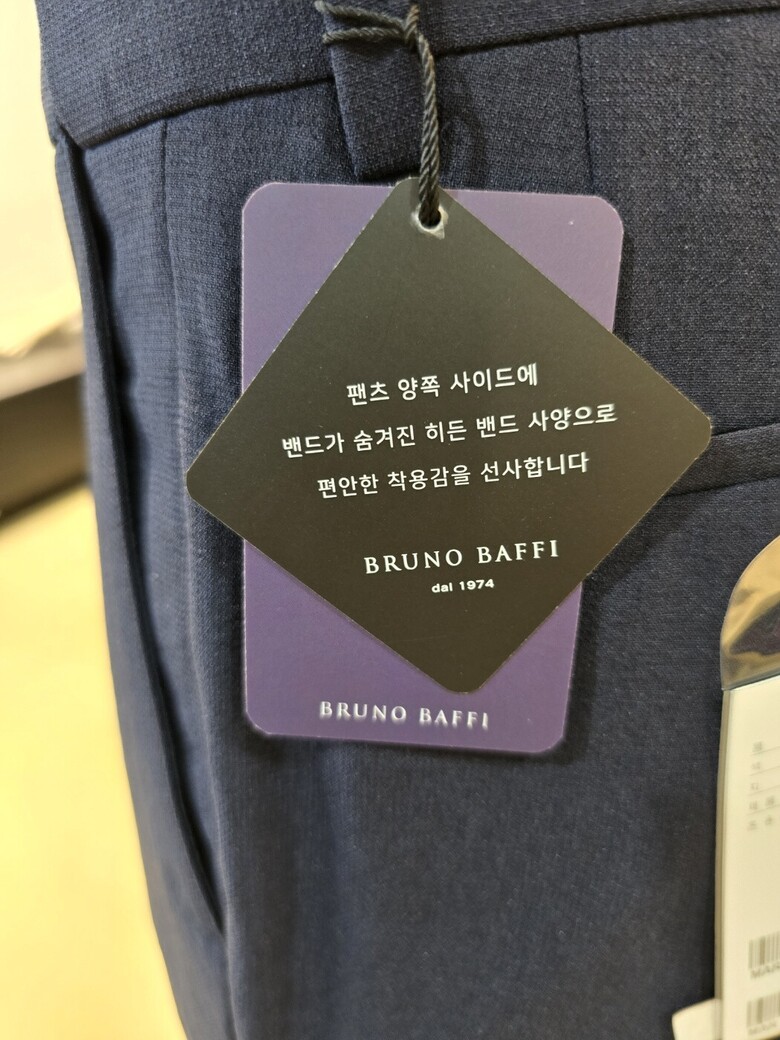 팬츠 양쪽 사이드에
밴드가 숨겨진 히든 밴드 사양으로
편안한 착용감을 선사합니다
BRUNO BAFFI
dal 1974
BRUNO BAFFI